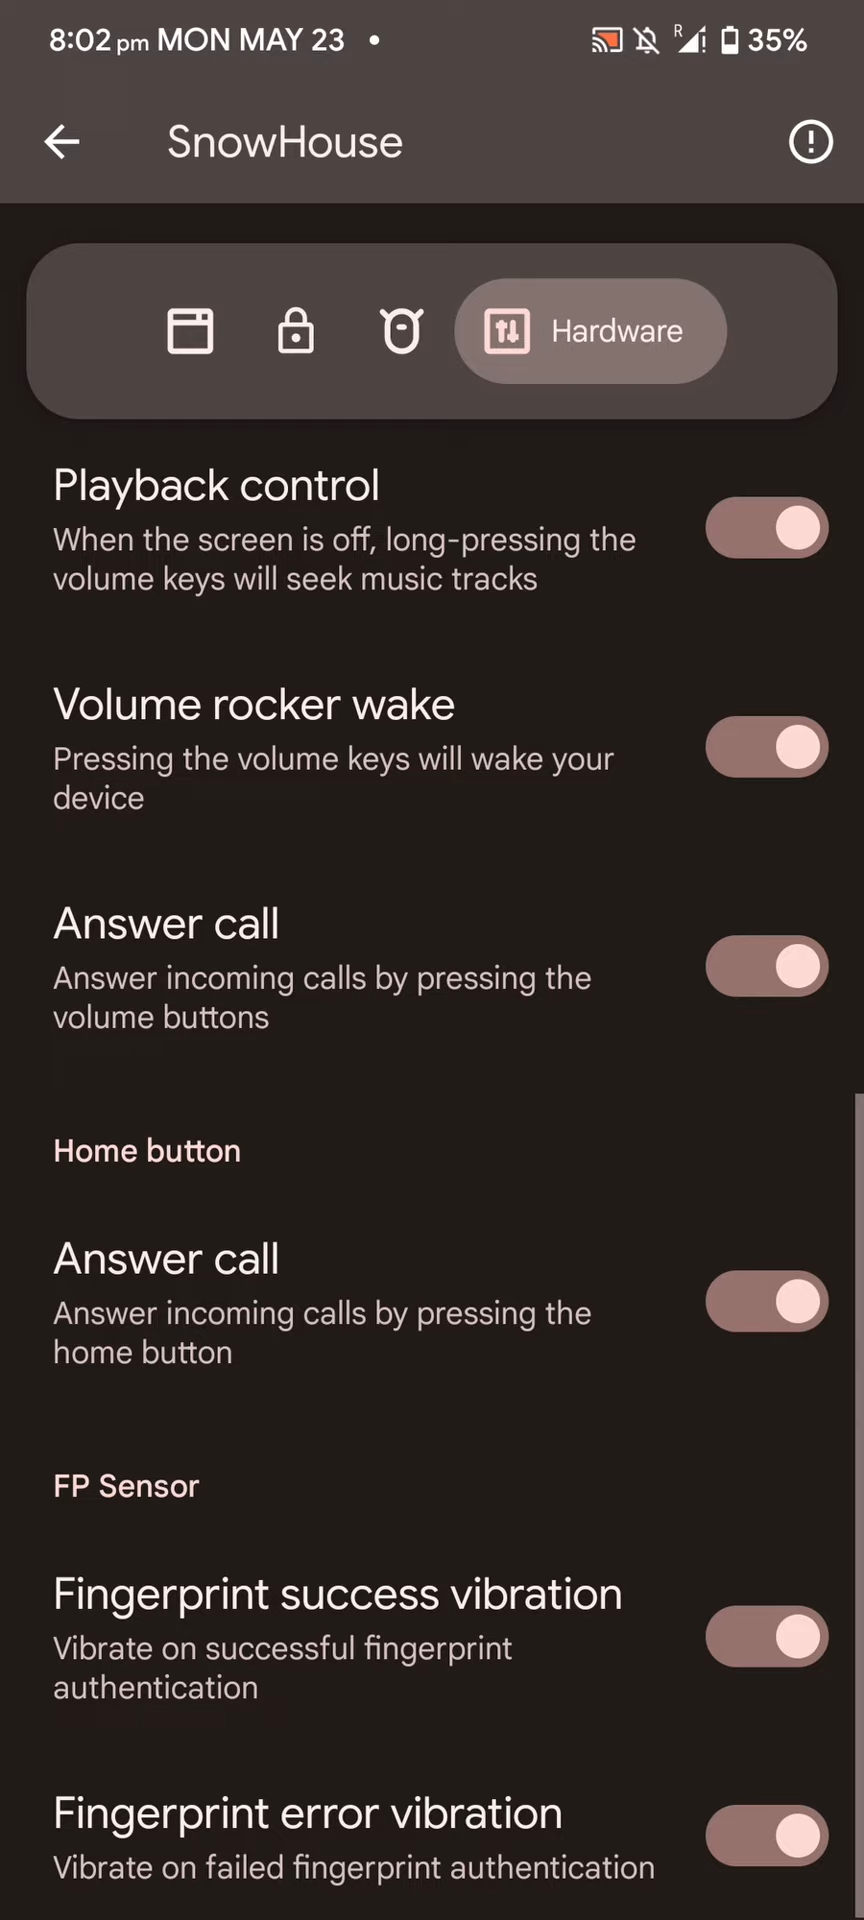 8:02 pm MON MAY 23 •
R
35%
SnowHouse
Hardware
Playback control
When the screen is off, long-pressing the
volume keys will seek music tracks
Volume rocker wake
Pressing the volume keys will wake your
device
Answer call
Answer incoming calls by pressing the
volume buttons
Home button
Answer call
Answer incoming calls by pressing the
home button
FP Sensor
Fingerprint success vibration
Vibrate on successful fingerprint
authentication
Fingerprint error vibration
Vibrate on failed fingerprint authentication